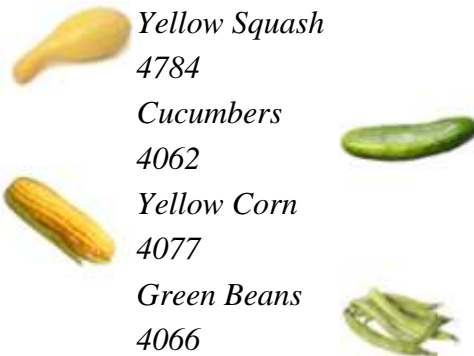 Yellow Squash
4784
Cucumbers
4062
Yellow Corn
4077
Green Beans
4066